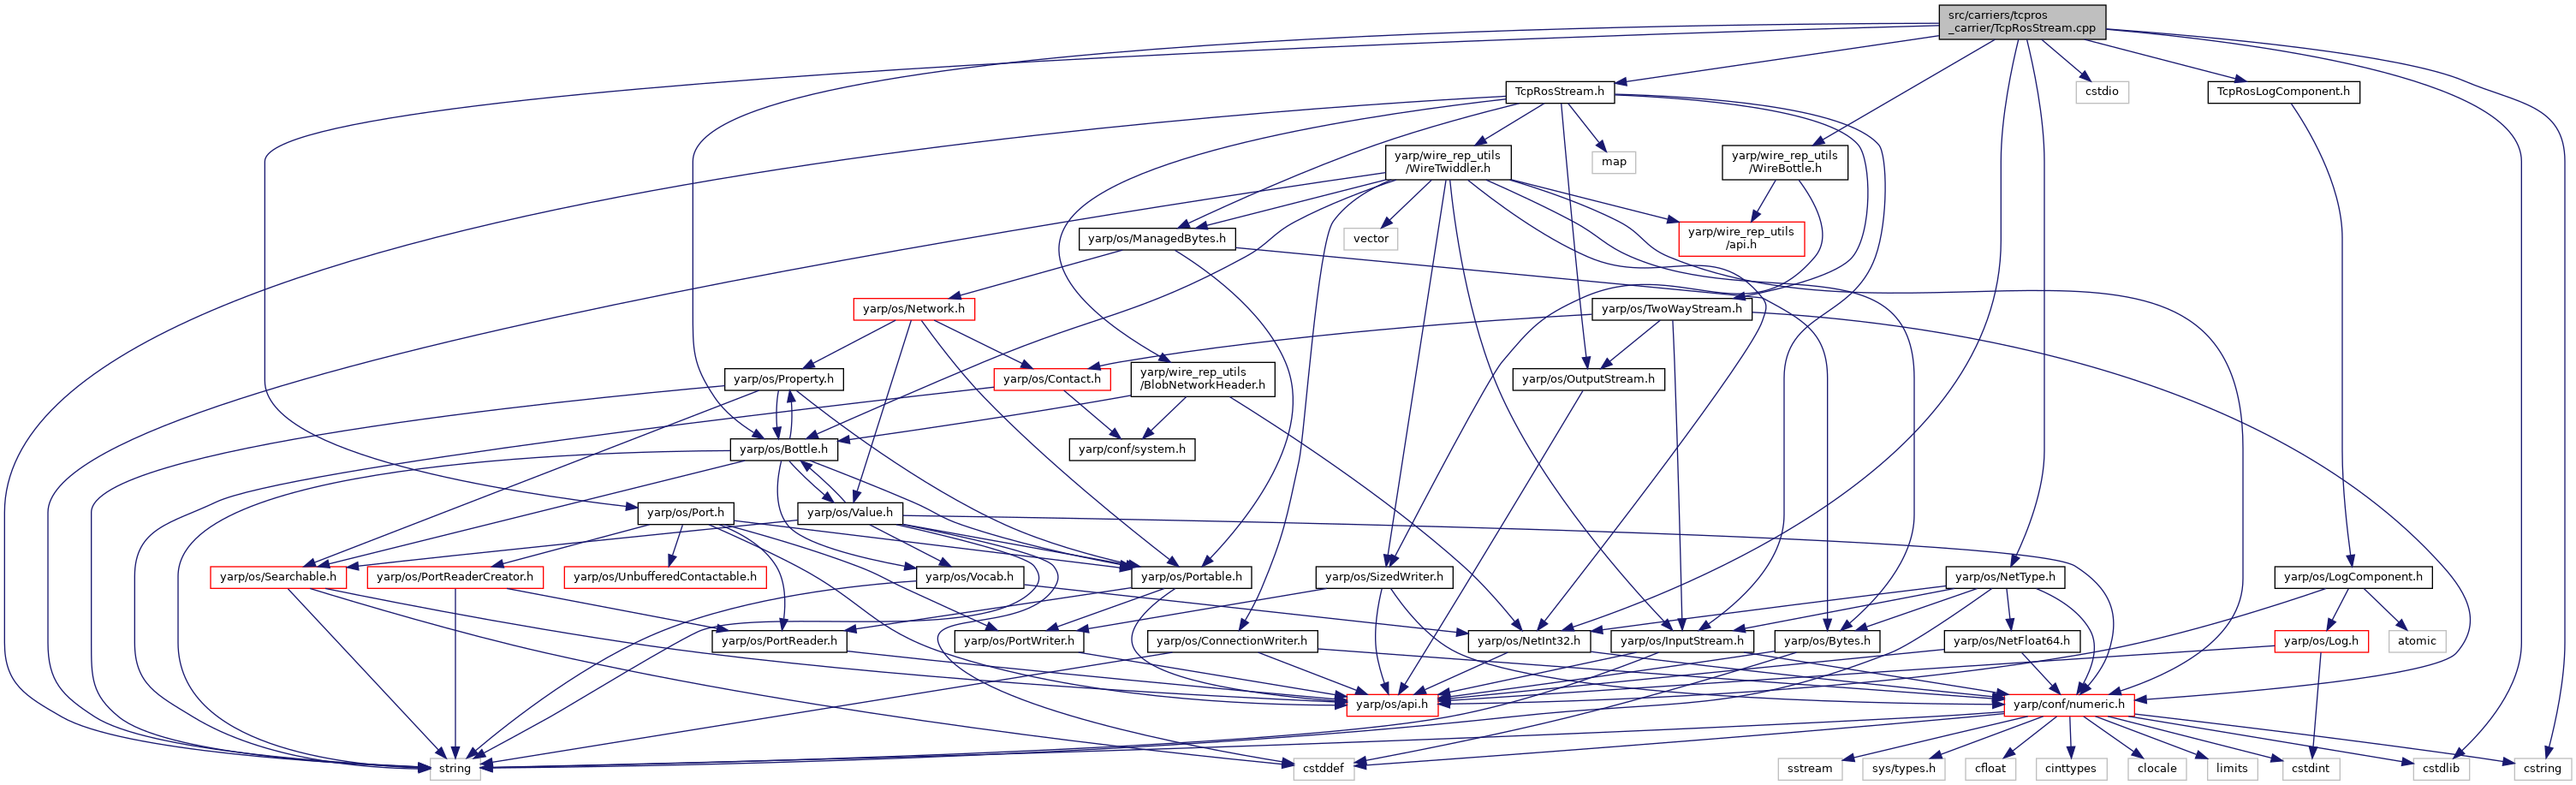 src/carriers/tcpros
_carrier/TcpRosStream.cpp
TcpRosStream.h
cstdio
TcpRosLogComponent.h
yarp/wire_rep_utils
/WireTwiddler.h
map
yarp/wire_rep_utils
/WireBottle.h
yarp/os/ManagedBytes.h
vector
yarp/wire_rep_utils
/api.h
yarp/os/Network.h
yarp/os/TwoWayStream.h
yarp/os/Property.h
yarp/os/Contact.h
yarp/wire_rep_utils
/BlobNetworkHeader.h
yarp/os/OutputStream.h
yarp/os/Bottle.h
yarp/conf/system.h
yarp/os/Port.h
yarp/os/Value.h
yarp/os/Searchable.h
yarp/os/PortReaderCreator.h
yarp/os/UnbufferedContactable.h
yarp/os/Vocab.h
yarp/os/Portable.h
yarp/os/SizedWriter.h
yarp/os/NetType.h
yarp/os/LogComponent.h
yarp/os/PortReader.h
yarp/os/PortWriter.h
yarp/os/ConnectionWriter.h
yarp/os/NetInt32.h
yarp/os/InputStream.h
yarp/os/Bytes.h
yarp/os/NetFloat64.h
yarp/os/Log.h
atomic
yarp/os/api.h
yarp/conf/numeric.h
string
cstddef
sstream
sys/types.h
cfloat
cinttypes
clocale
limits
cstdint
cstdlib
cstring